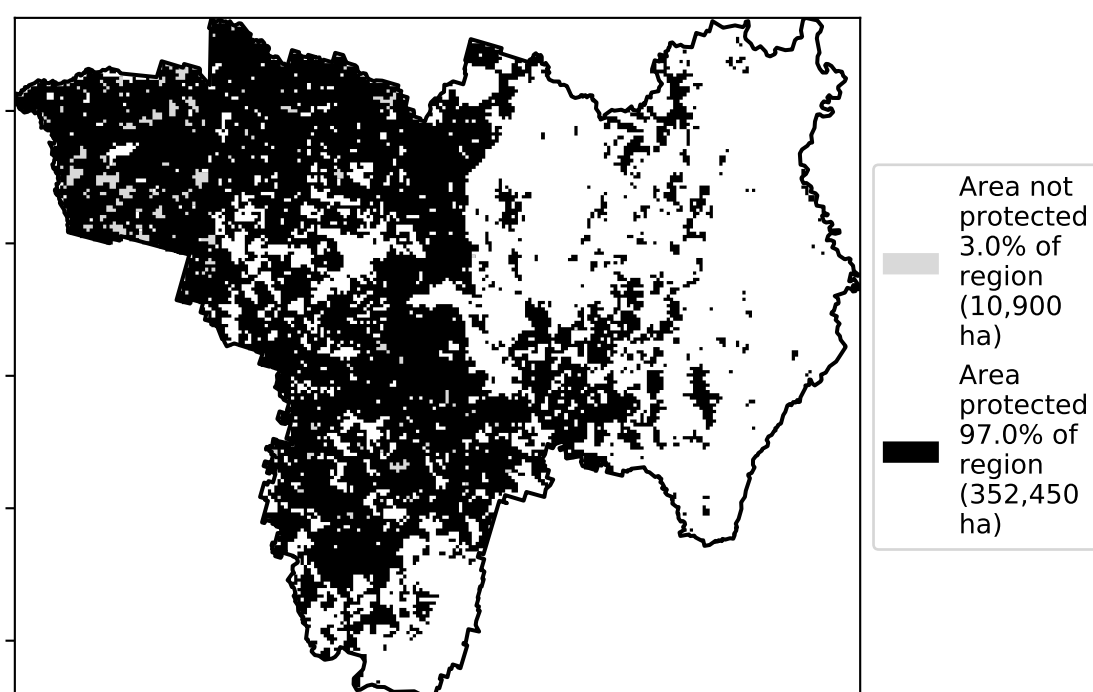 Area not
protected
3.0% of
region
(10,900
ha)
Area
protected
97.0% of
region
(352,450
ha)